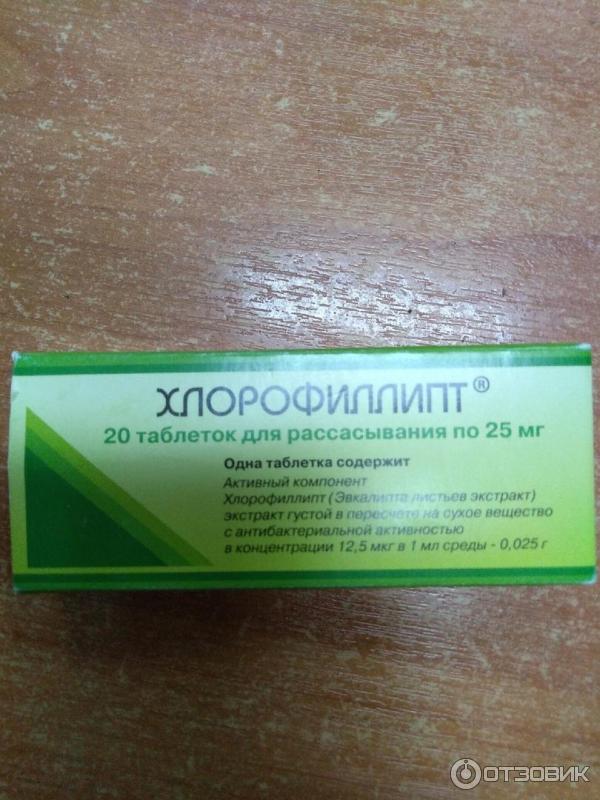 ХЛОРОФИЛЛИПТ®
20 таблеток для рассасывания по 25 мг
Одна таблетка содержит
Активный компонент
Хлорофиллипт (Эвкалипта листьев экстракт)
экстракт густой в пересчете на сухое вещество
с антибактериальной активностью
в концентрации 12,5 мкг в 1 мл среды - 0,025 г
ОТЗОВИК